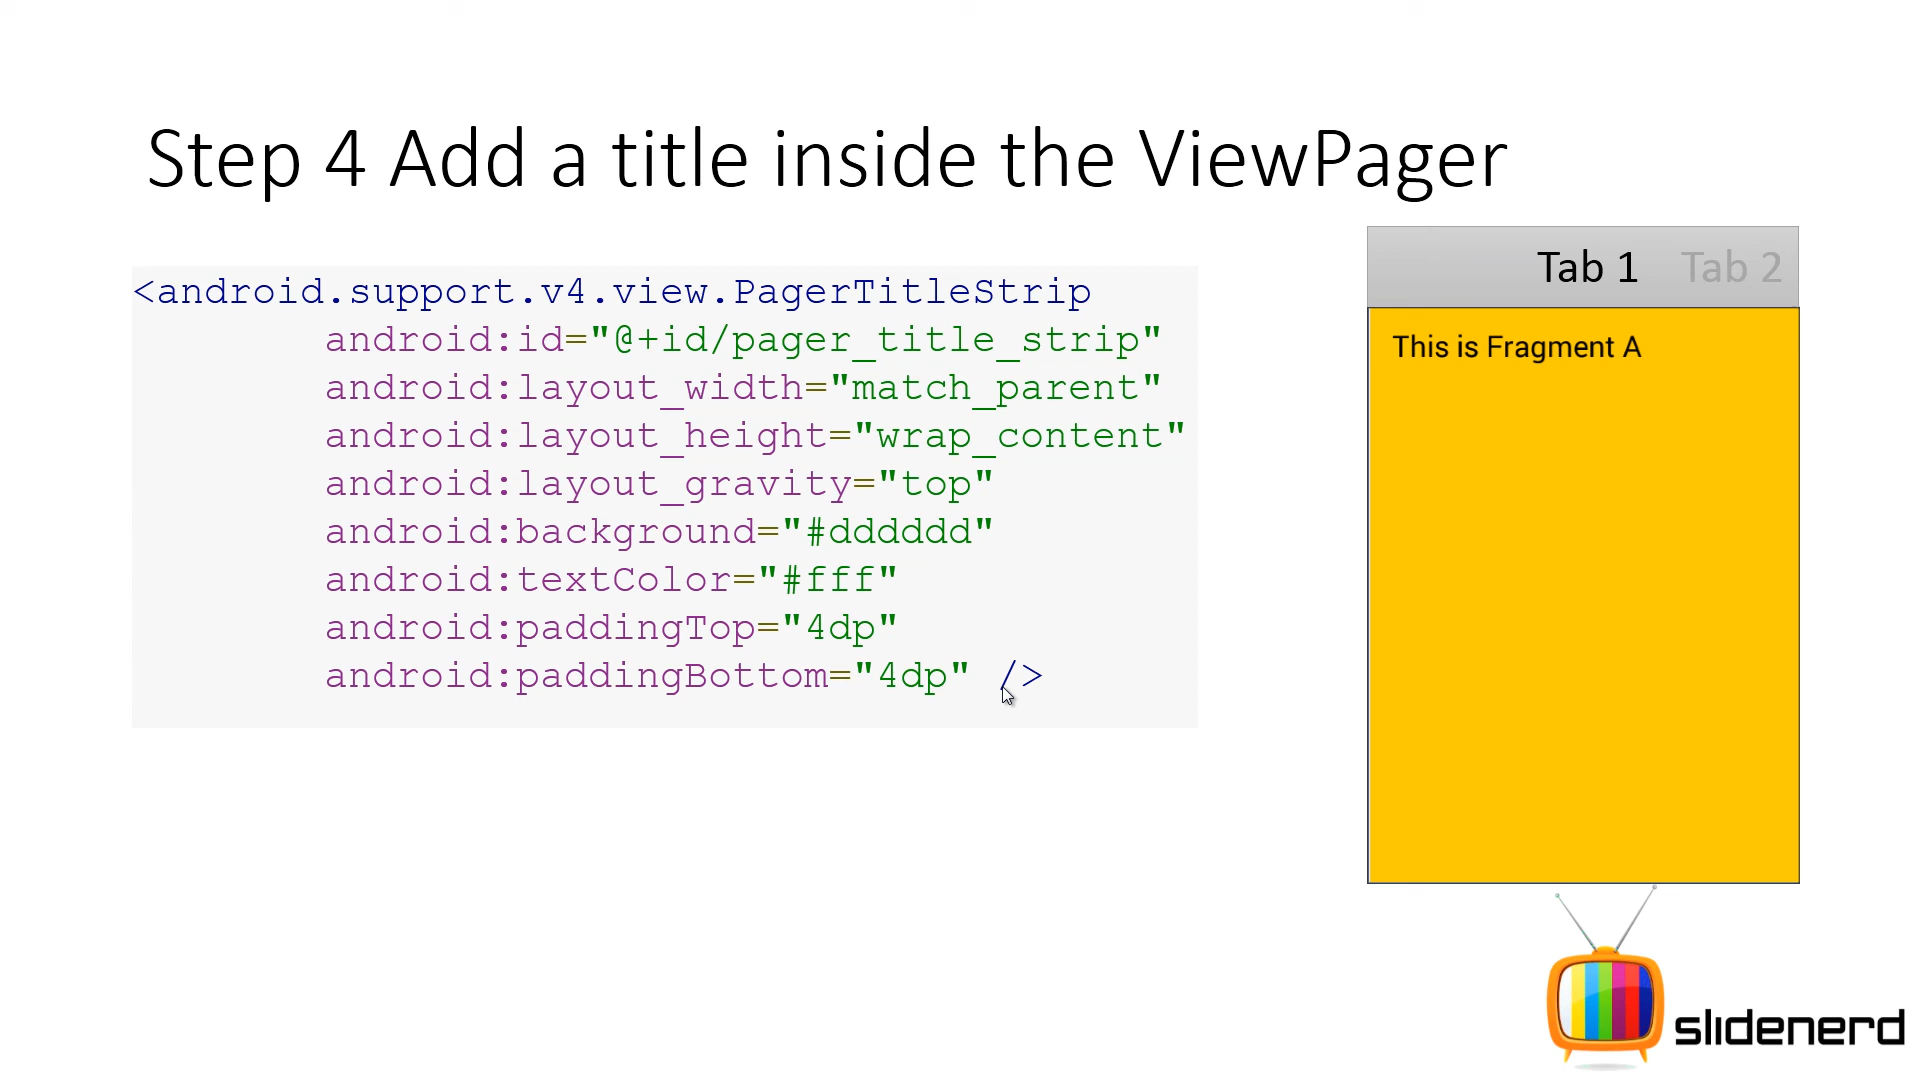 Step 4 Add a title inside the ViewPager
<android.support.v4.view.PagerTitleStrip
android:id="@+id/pager_title_strip"
android:layout_width="match_parent"
android:layout_height="wrap_content"
android:layout_gravity="top"
android:background="#dddddd"
android:textColor="#fff"
android:paddingTop="4dp"
android:paddingBottom="4dp" />
Tab 1 Tab 2
This is Fragment A
slidenerd